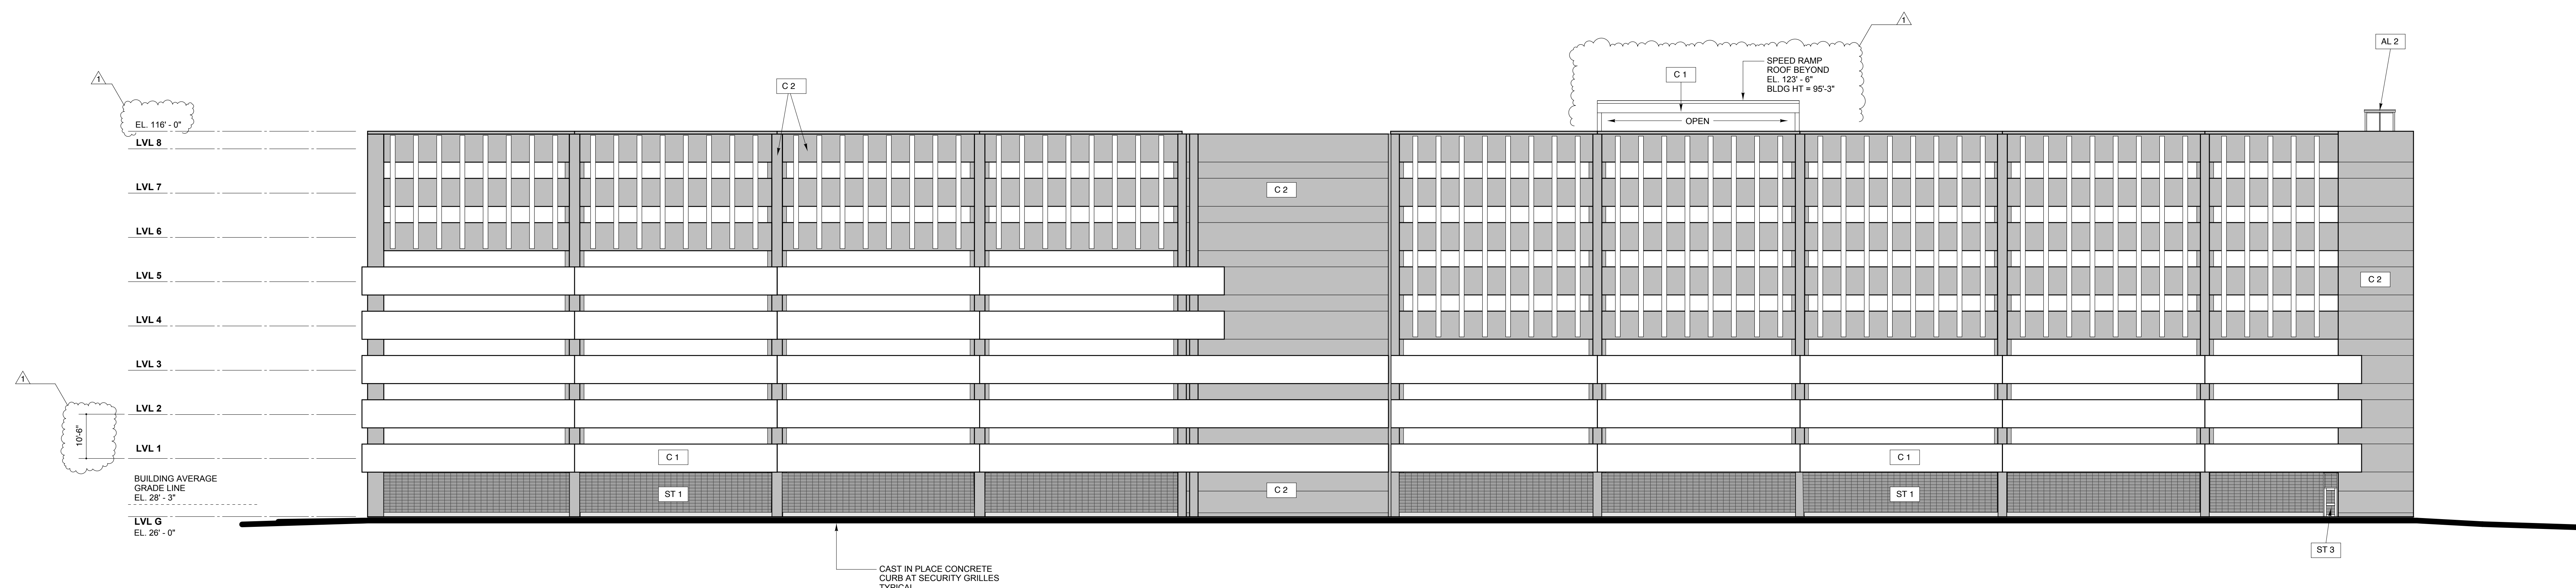 1
SPEED RAMP
ROOF BEYOND
EL. 123' - 6"
BLDG HT = 95'-3"
AL 2
C 1
OPEN
1
C 2
EL. 116' - 0"
LVL 8
LVL 7
C 2
LVL 6
LVL 5
C 2
LVL 4
LVL 3
1
LVL 2
10'-6"
LVL 1
C 1
C 1
BUILDING AVERAGE
GRADE LINE
EL. 28' - 3"
C 2
ST 1
ST 1
LVL G
EL. 26' - 0"
ST 3
CAST IN PLACE CONCRETE
CURB AT SECURITY GRILLES
TYPICAL